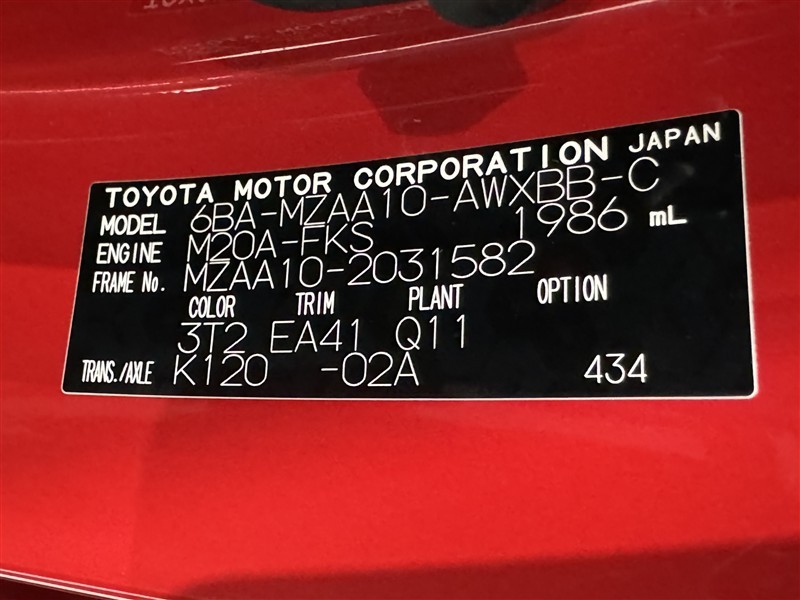 TOYOTA MOTOR CORPORATION JAPAN
MODEL 6BA-MZAA10-AWXBB-C
ENGINE M20A-FKS 1986 mL
FRAME No. MZAA10-2031582
COLOR TRIM PLANT OPTION
3T2 EA41 Q11
TRANS./AXLE K120 -02A 434